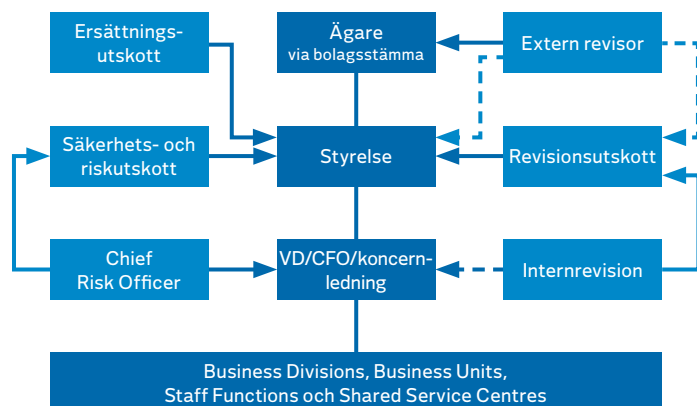 Ersättnings-
utskott
Ägare
via bolagsstämma
Extern revisor
Säkerhets- och
riskutskott
Styrelse
Revisionsutskott
Chief
Risk Officer
VD/CFO/koncern-
ledning
Internrevision
Business Divisions, Business Units,
Staff Functions och Shared Service Centres